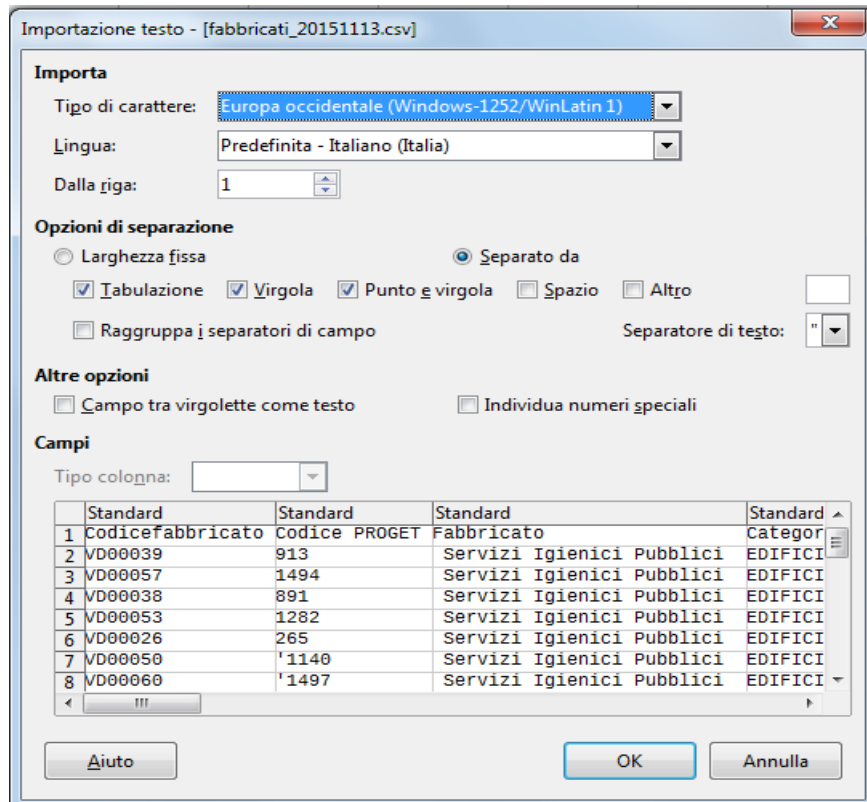 Importazione testo - [fabbricati_20151113.csv]
Importa
Tipo di carattere: Europa occidentale (Windows-1252/WinLatin 1)
Lingua: Predefinita - Italiano (Italia)
Dalla riga: 1
Opzioni di separazione
Larghezza fissa Separato da
Tabulazione Virgola Punto e virgola Spazio Altro
Raggruppa i separatori di campo Separatore di testo: "
Altre opzioni
Campo tra virgolette come testo Individua numeri speciali
Campi
Tipo colonna:
Standard Standard Standard Standard
1 Codicefabbricato Codice PROGET Fabbricato Categor
2 VD00039 913 Servizi Igienici Pubblici EDIFICI
3 VD00057 1494 Servizi Igienici Pubblici EDIFICI
4 VD00038 891 Servizi Igienici Pubblici EDIFICI
5 VD00053 1282 Servizi Igienici Pubblici EDIFICI
6 VD00026 265 Servizi Igienici Pubblici EDIFICI
7 VD00050 '1140 Servizi Igienici Pubblici EDIFICI
8 VD00060 '1497 Servizi Igienici Pubblici EDIFICI
Aiuto OK Annulla